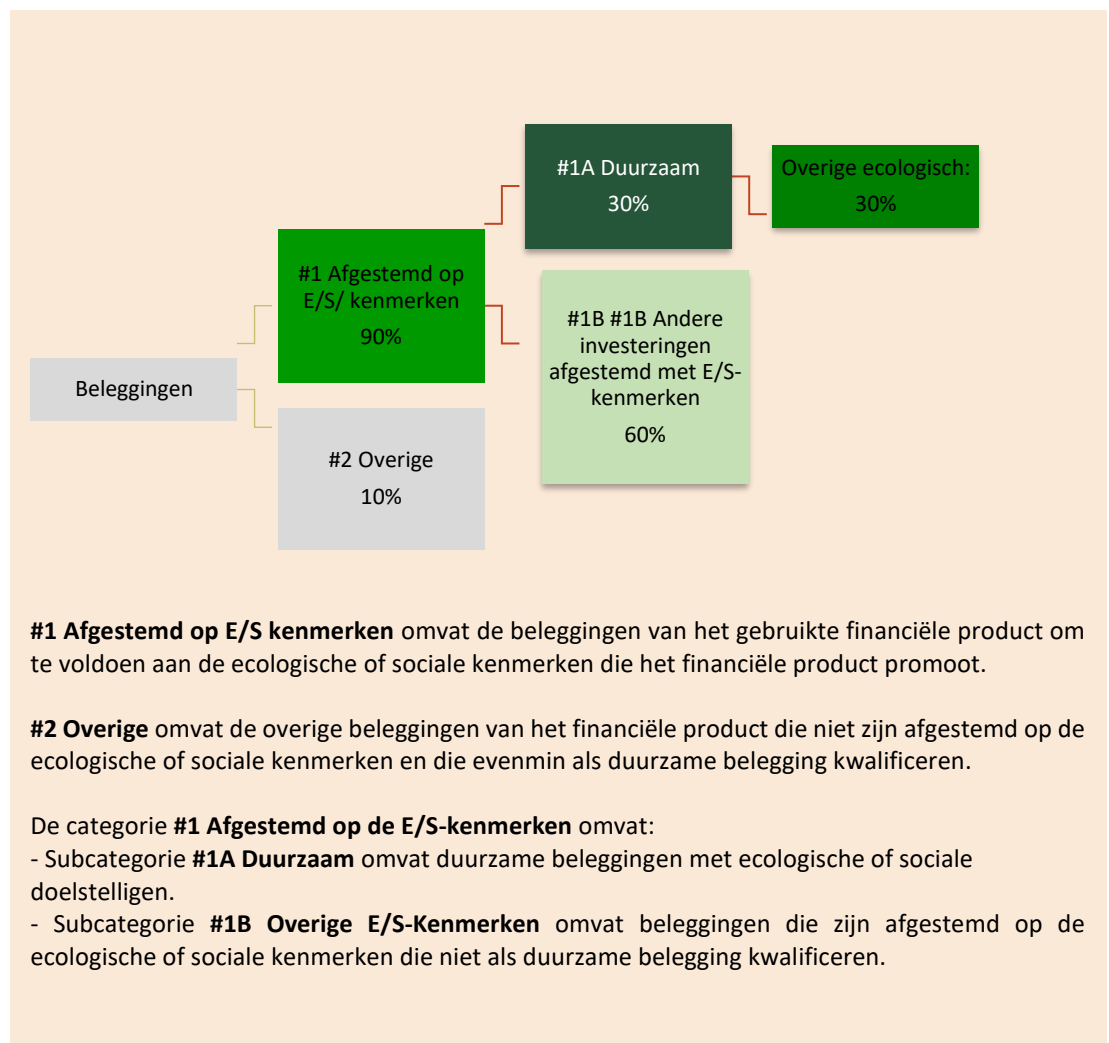 #1A Duurzaam
30%
Overige ecologisch:
30%
#1 Afgestemd op
E/S/ kenmerken
90%
#1B #1B Andere
investeringen
afgestemd met E/S-
kenmerken
60%
Beleggingen
#2 Overige
10%
#1 Afgestemd op E/S kenmerken omvat de beleggingen van het gebruikte financiële product om
te voldoen aan de ecologische of sociale kenmerken die het financiële product promoot.
#2 Overige omvat de overige beleggingen van het financiële product die niet zijn afgestemd op de
ecologische of sociale kenmerken en die evenmin als duurzame belegging kwalificeren.
De categorie #1 Afgestemd op de E/S-kenmerken omvat:
- Subcategorie #1A Duurzaam omvat duurzame beleggingen met ecologische of sociale
doelstelligen.
- Subcategorie #1B Overige E/S-Kenmerken omvat beleggingen die zijn afgestemd op de
ecologische of sociale kenmerken die niet als duurzame belegging kwalificeren.